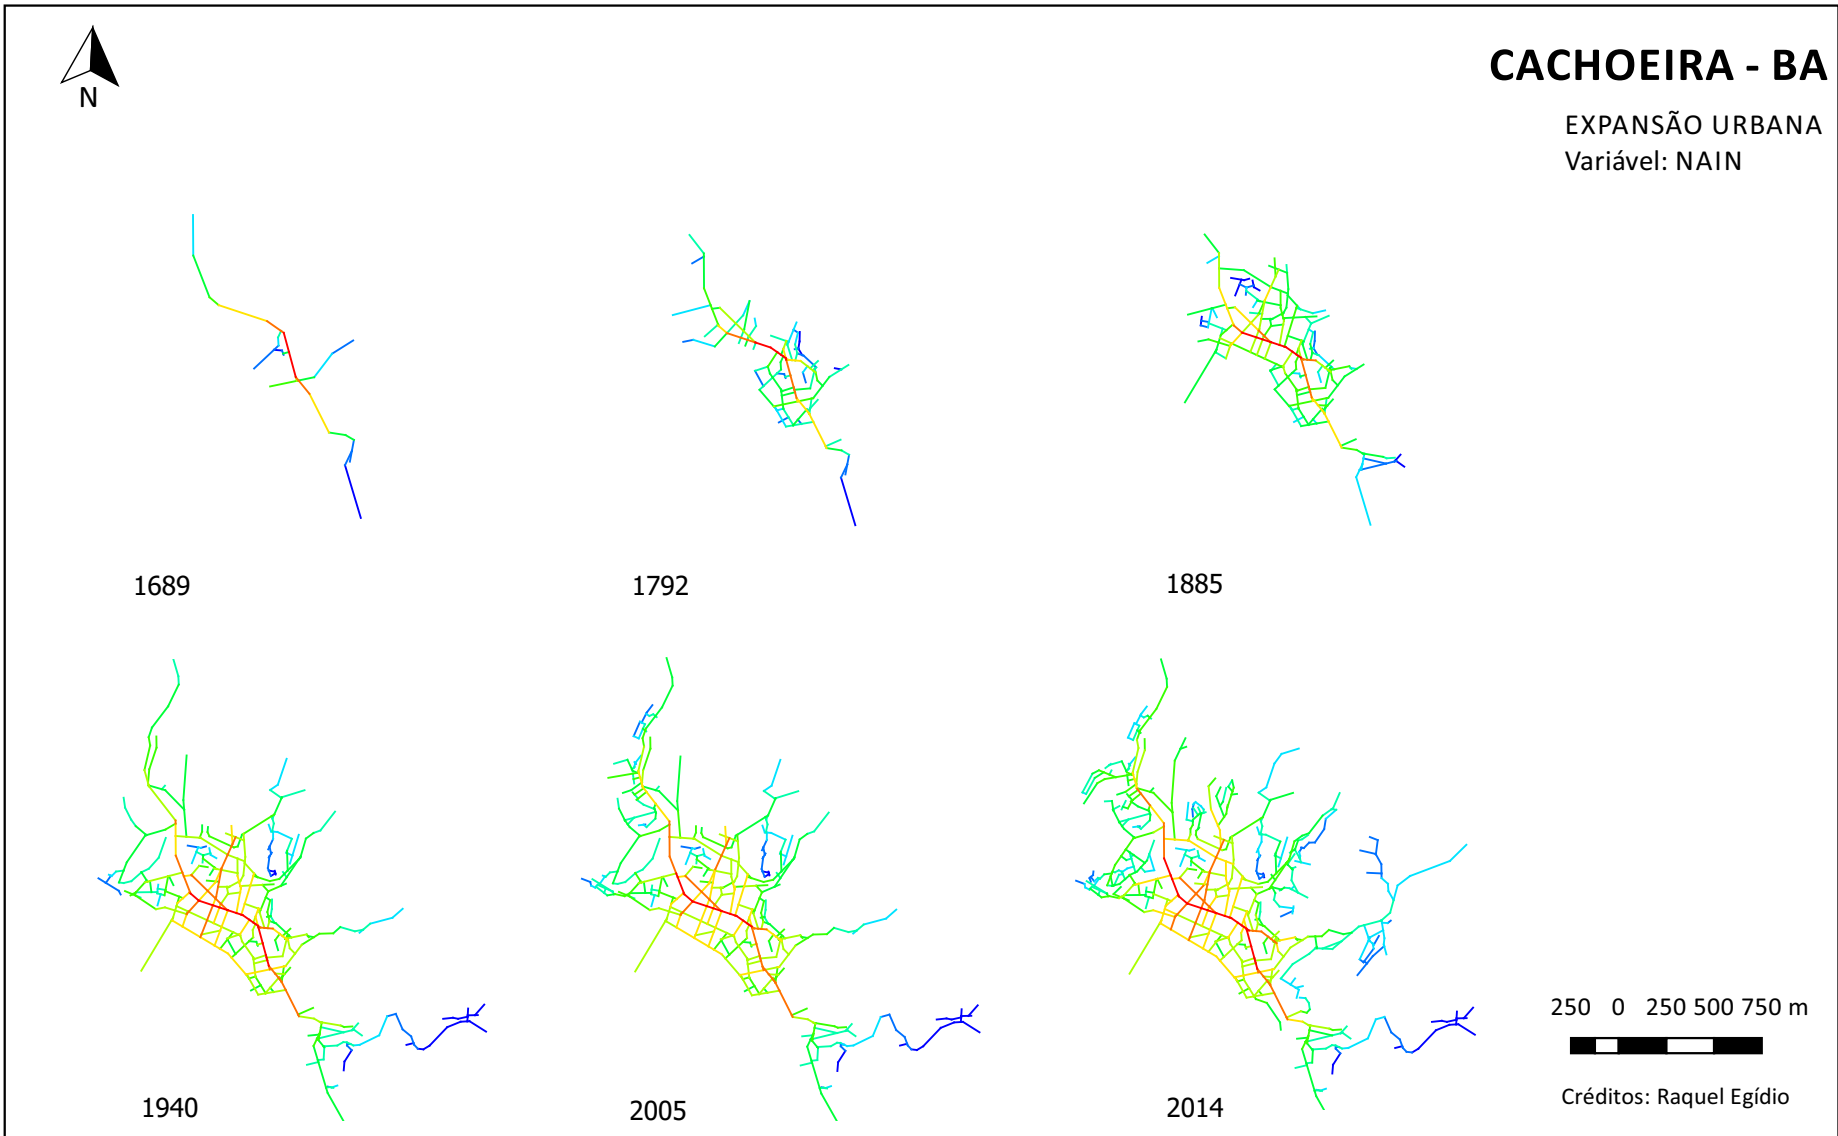 N
CACHOEIRA - BA
EXPANSÃO URBANA
Variável: NAIN
1689
1792
1885
1940
2005
2014
250 0 250 500 750 m
Créditos: Raquel Egídio